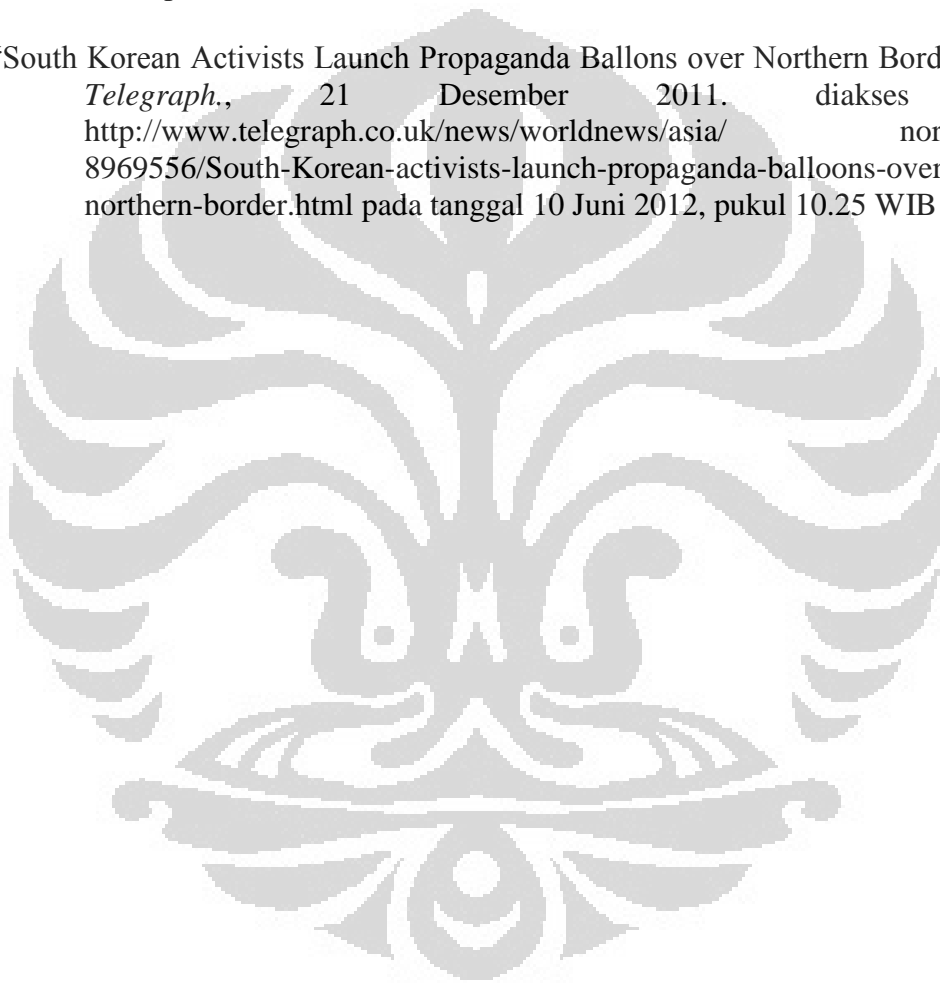 South Korean Activists Launch Propaganda Ballons over Northern Bord
Telegraph., 21 Desember 2011. diakses
http://www.telegraph.co.uk/news/worldnews/asia/ nor
8969556/South-Korean-activists-launch-propaganda-balloons-over
northern-border.html pada tanggal 10 Juni 2012, pukul 10.25 WIB